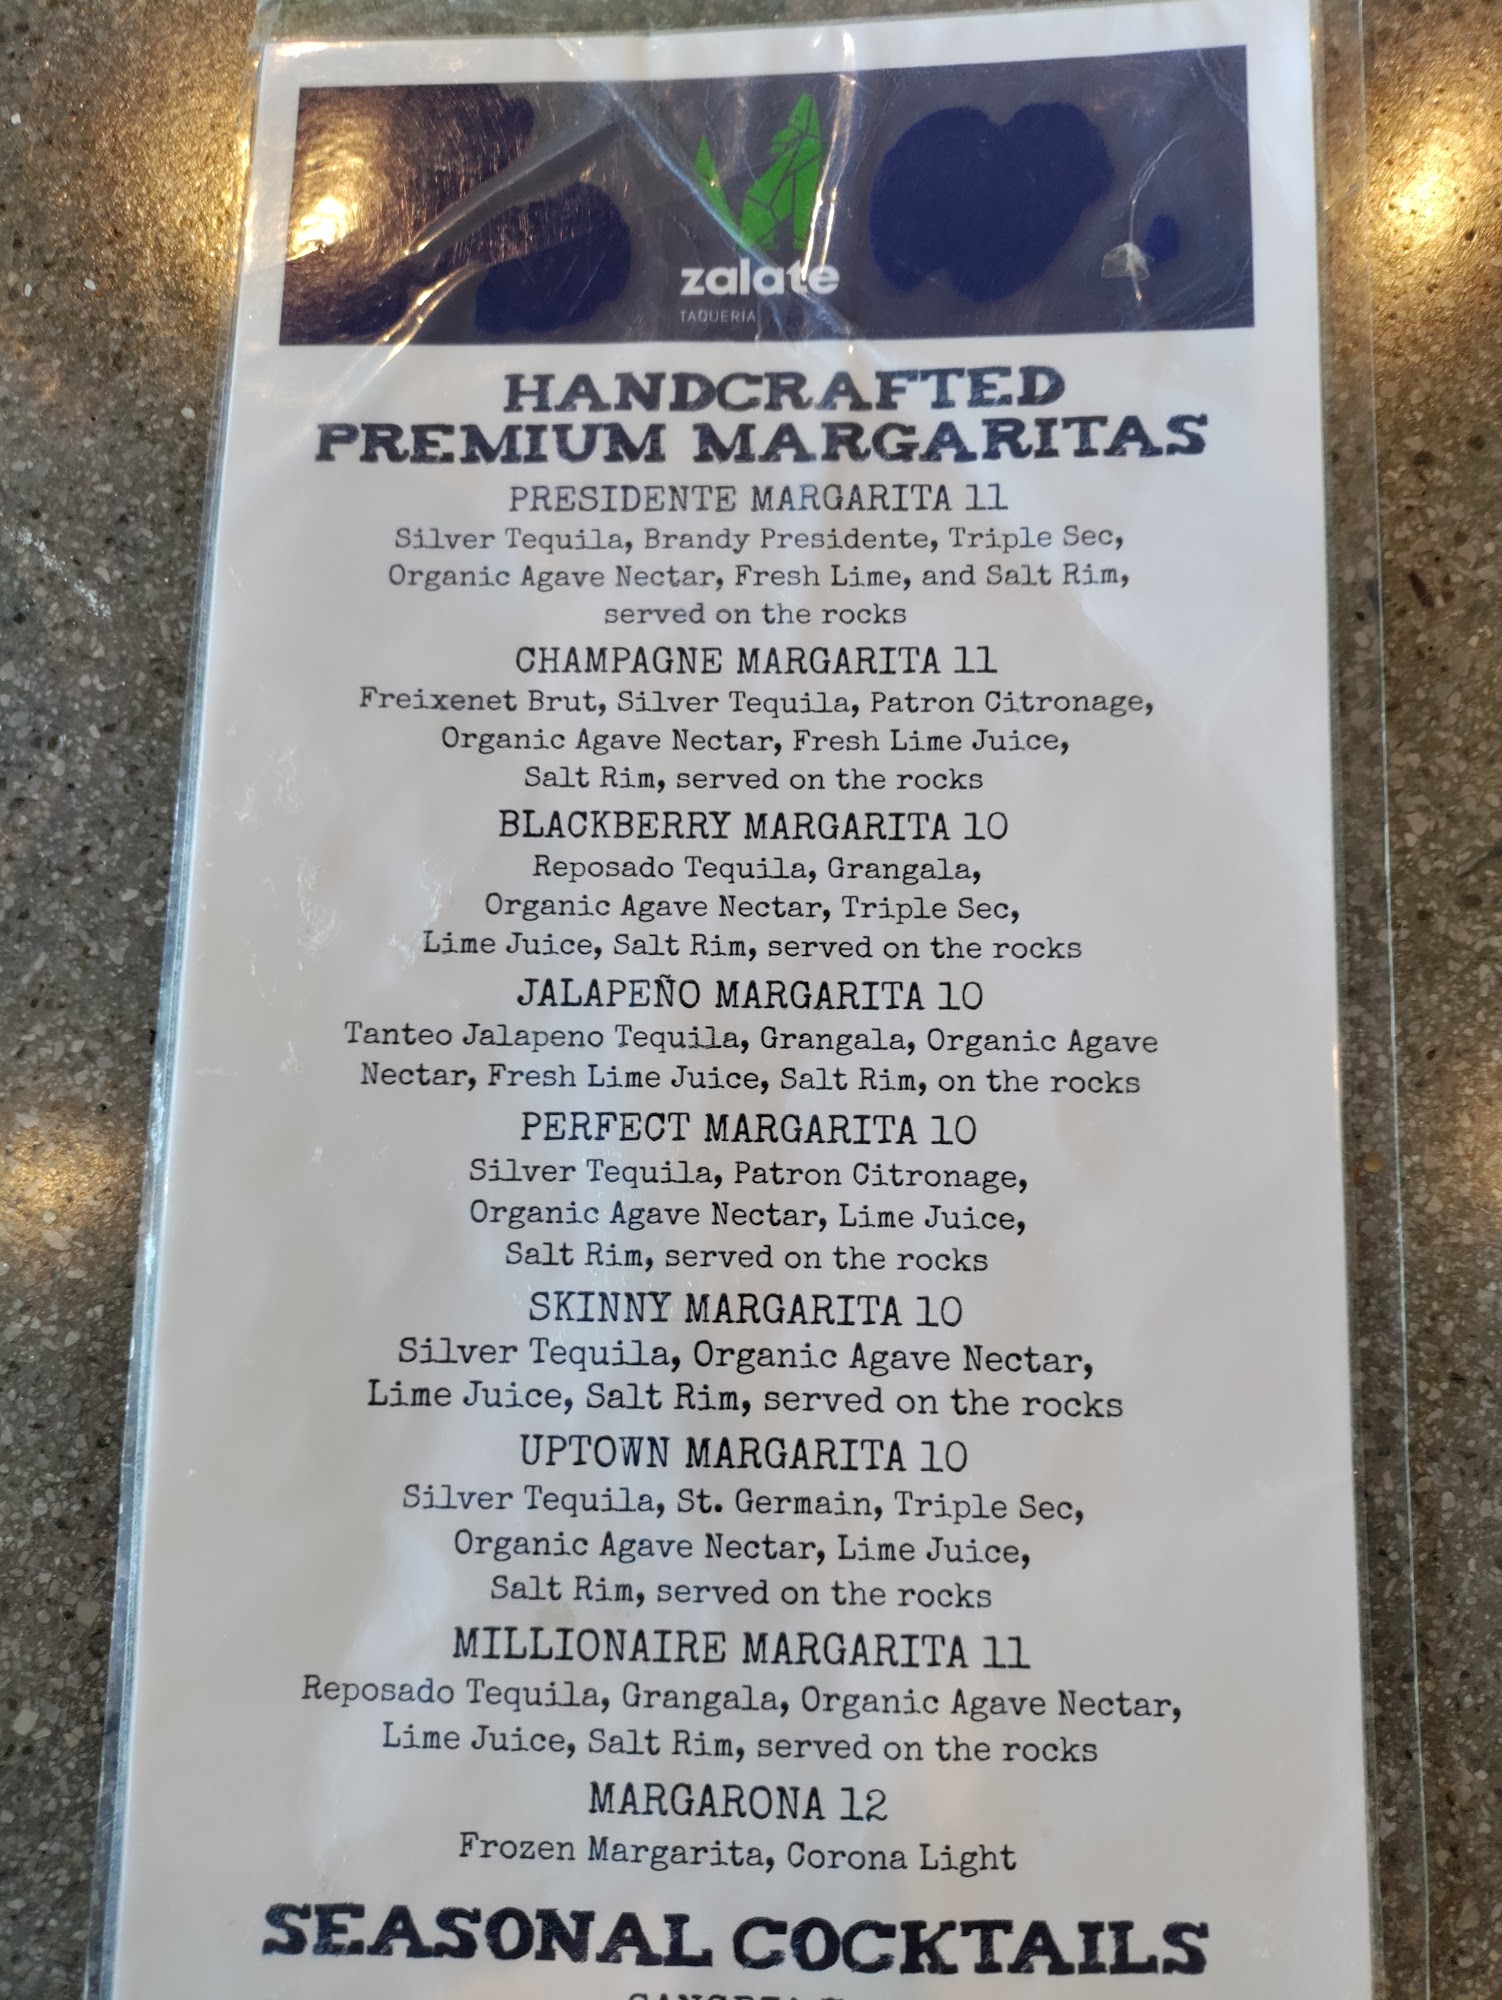 zalate
TAQUERÍA
HANDCRAFTED
PREMIUM MARGARITAS
PRESIDENTE MARGARITA 11
Silver Tequila, Brandy Presidente, Triple Sec,
Organic Agave Nectar, Fresh Lime, and Salt Rim,
served on the rocks
CHAMPAGNE MARGARITA 11
Freixenet Brut, Silver Tequila, Patron Citronage,
Organic Agave Nectar, Fresh Lime Juice,
Salt Rim, served on the rocks
BLACKBERRY MARGARITA 10
Reposado Tequila, Grangala,
Organic Agave Nectar, Triple Sec,
Lime Juice, Salt Rim, served on the rocks
JALAPEÑO MARGARITA 10
Tanteo Jalapeno Tequila, Grangala, Organic Agave
Nectar, Fresh Lime Juice, Salt Rim, on the rocks
PERFECT MARGARITA 10
Silver Tequila, Patron Citronage,
Organic Agave Nectar, Lime Juice,
Salt Rim, served on the rocks
SKINNY MARGARITA 10
Silver Tequila, Organic Agave Nectar,
Lime Juice, Salt Rim, served on the rocks
UPTOWN MARGARITA 10
Silver Tequila, St. Germain, Triple Sec,
Organic Agave Nectar, Lime Juice,
Salt Rim, served on the rocks
MILLIONAIRE MARGARITA 11
Reposado Tequila, Grangala, Organic Agave Nectar,
Lime Juice, Salt Rim, served on the rocks
MARGARONA 12
Frozen Margarita, Corona Light
SEASONAL COCKTAILS